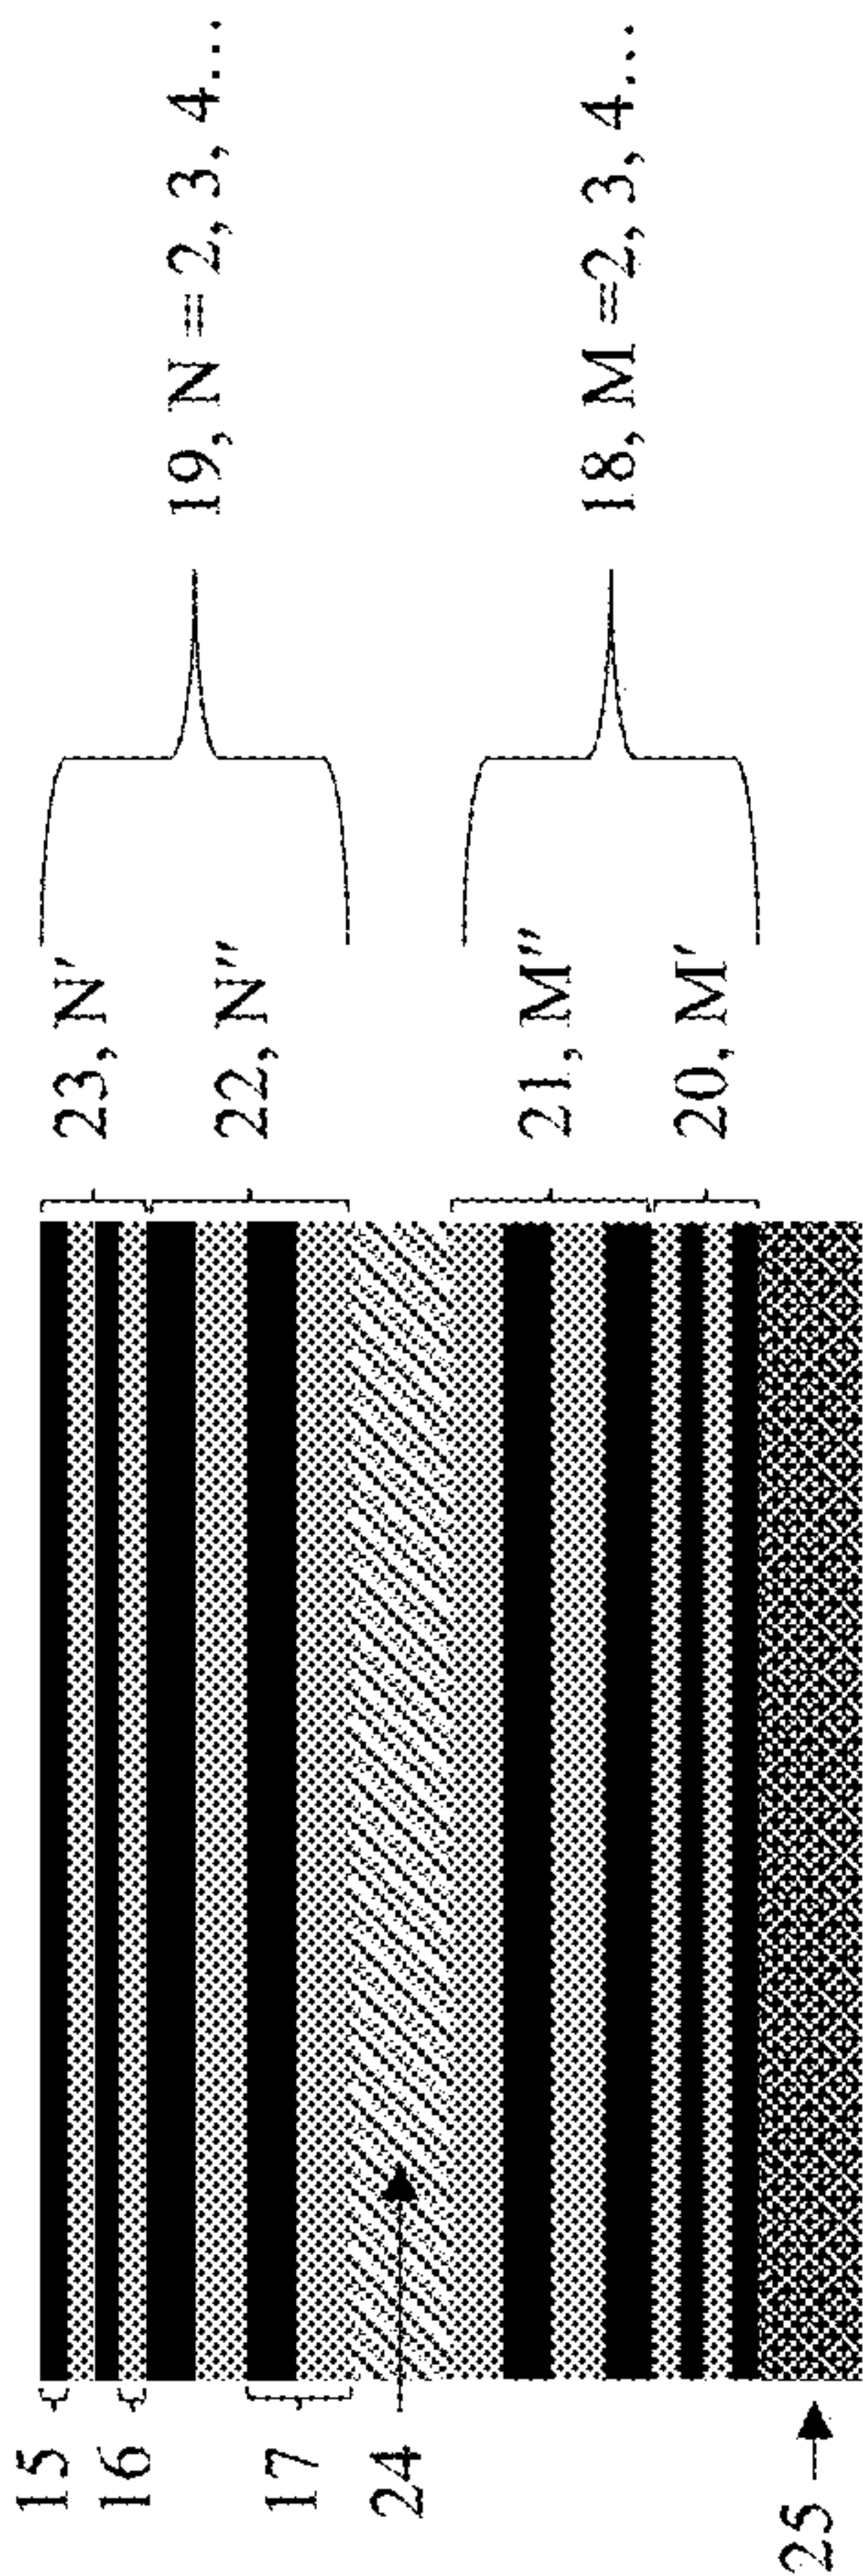 15
16
17
24
25
23, N′
22, N″
21, M″
20, M′
19, N = 2, 3, 4…
18, M =2, 3, 4…